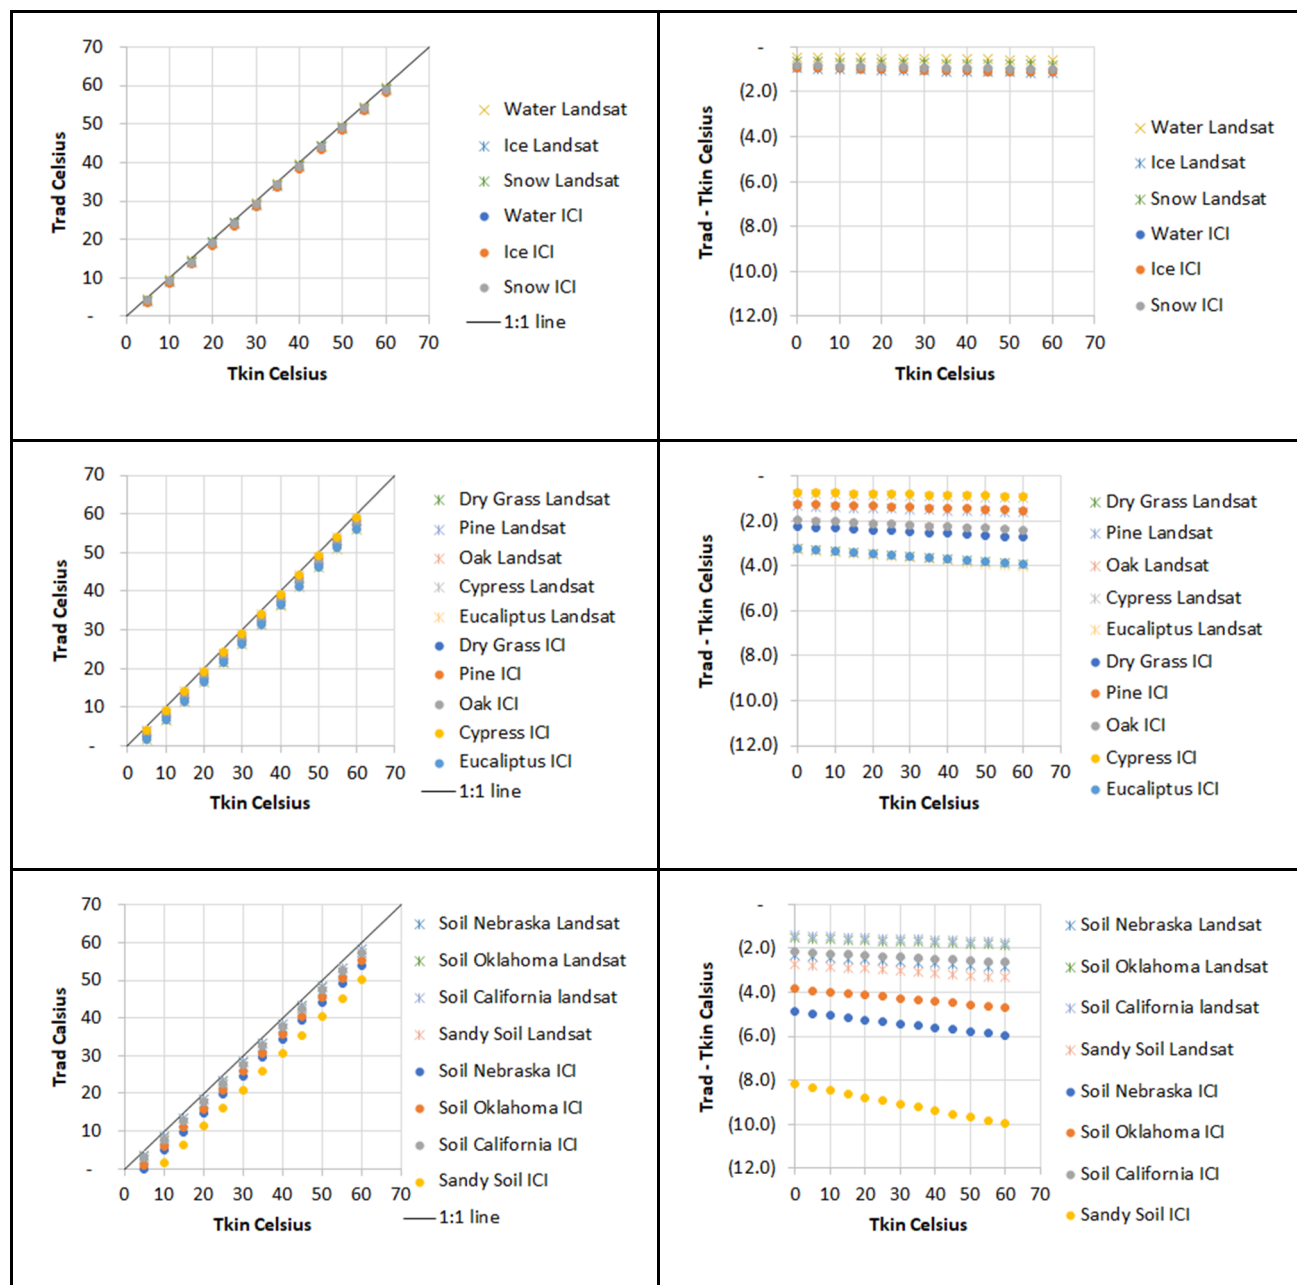 70
60
50
40
30
20
10
-
Trad Celsius
0 10 20 30 40 50 60 70
Tkin Celsius
Water Landsat
Ice Landsat
Snow Landsat
Water ICI
Ice ICI
Snow ICI
1:1 line
-
(2.0)
(4.0)
(6.0)
(8.0)
(10.0)
(12.0)
Trad - Tkin Celsius
0 10 20 30 40 50 60 70
Tkin Celsius
Water Landsat
Ice Landsat
Snow Landsat
Water ICI
Ice ICI
Snow ICI
70
60
50
40
30
20
10
-
Trad Celsius
0 10 20 30 40 50 60 70
Tkin Celsius
Dry Grass Landsat
Pine Landsat
Oak Landsat
Cypress Landsat
Eucaliptus Landsat
Dry Grass ICI
Pine ICI
Oak ICI
Cypress ICI
Eucaliptus ICI
1:1 line
-
(2.0)
(4.0)
(6.0)
(8.0)
(10.0)
(12.0)
Trad - Tkin Celsius
0 10 20 30 40 50 60 70
Tkin Celsius
Dry Grass Landsat
Pine Landsat
Oak Landsat
Cypress Landsat
Eucaliptus Landsat
Dry Grass ICI
Pine ICI
Oak ICI
Cypress ICI
Eucaliptus ICI
70
60
50
40
30
20
10
-
Trad Calsius
0 10 20 30 40 50 60 70
Tkin Celsius
Soil Nebraska Landsat
Soil Oklahoma Landsat
Soil California landsat
Sandy Soil Landsat
Soil Nebraska ICI
Soil Oklahoma ICI
Soil California ICI
Sandy Soil ICI
1:1 line
-
(2.0)
(4.0)
(6.0)
(8.0)
(10.0)
(12.0)
Trad - Tkin Calsius
0 10 20 30 40 50 60 70
Tkin Celsius
Soil Nebraska Landsat
Soil Oklahoma Landsat
Soil California landsat
Sandy Soil Landsat
Soil Nebraska ICI
Soil Oklahoma ICI
Soil California ICI
Sandy Soil ICI